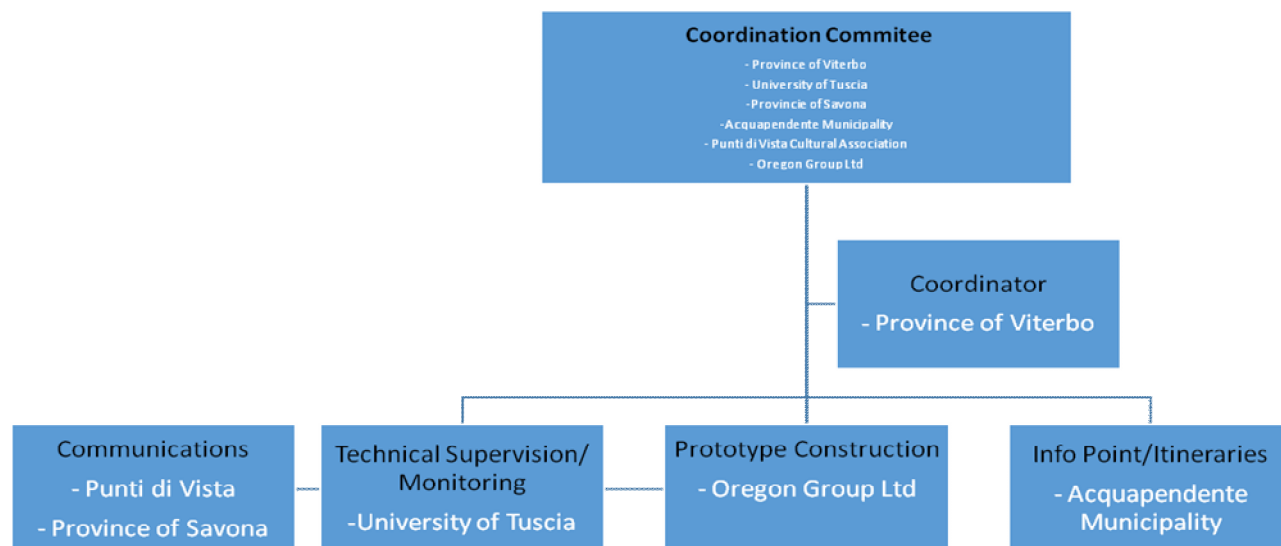 Coordination Commitee
- Province of Viterbo
- University of Tuscia
-Provincie of Savona
-Acquapendente Municipality
- Punti di Vista Cultural Association
- Oregon Group Ltd
Coordinator
- Province of Viterbo
Communications
- Punti di Vista
- Province of Savona
Technical Supervision/
Monitoring
-University of Tuscia
Prototype Construction
- Oregon Group Ltd
Info Point/Itineraries
- Acquapendente
Municipality